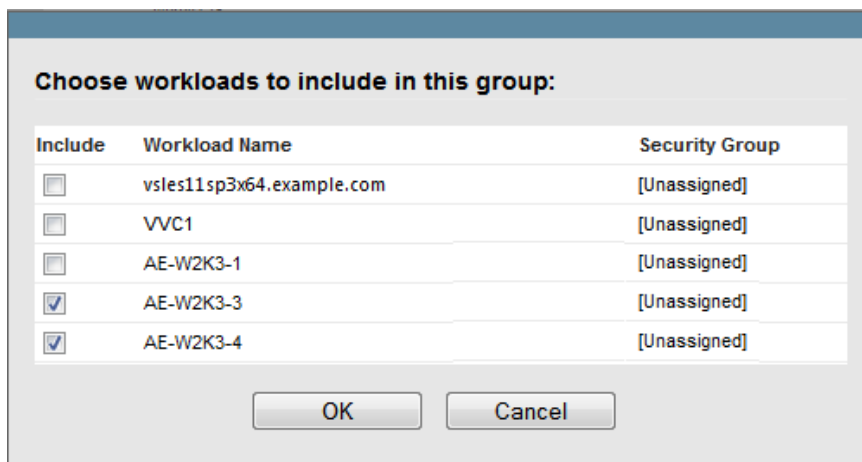 Choose workloads to include in this group:
Include Workload Name Security Group
vsles11sp3x64.example.com [Unassigned]
VVC1 [Unassigned]
AE-W2K3-1 [Unassigned]
AE-W2K3-3 [Unassigned]
AE-W2K3-4 [Unassigned]
OK Cancel